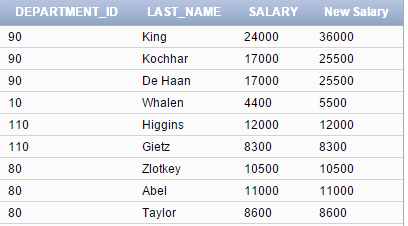 DEPARTMENT_ID LAST_NAME SALARY New Salary
90 King 24000 36000
90 Kochhar 17000 25500
90 De Haan 17000 25500
10 Whalen 4400 5500
110 Higgins 12000 12000
110 Gietz 8300 8300
80 Zlotkey 10500 10500
80 Abel 11000 11000
80 Taylor 8600 8600